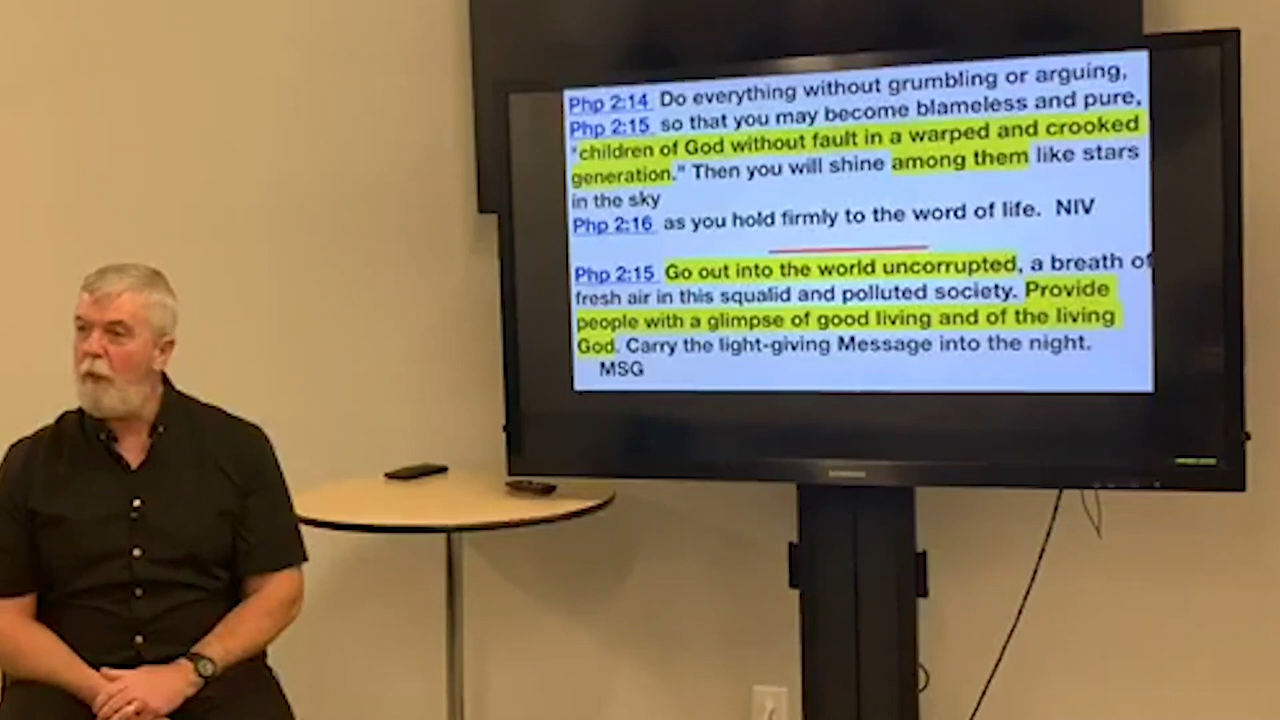 Php 2:14 Do everything without grumbling or arguing,
Php 2:15 so that you may become blameless and pure,
"children of God without fault in a warped and crooked
generation." Then you will shine among them like stars
in the sky
Php 2:16 as you hold firmly to the word of life. NIV
Php 2:15 Go out into the world uncorrupted, a breath of
fresh air in this squalid and polluted society. Provide
people with a glimpse of good living and of the living
God. Carry the light-giving Message into the night.
MSG